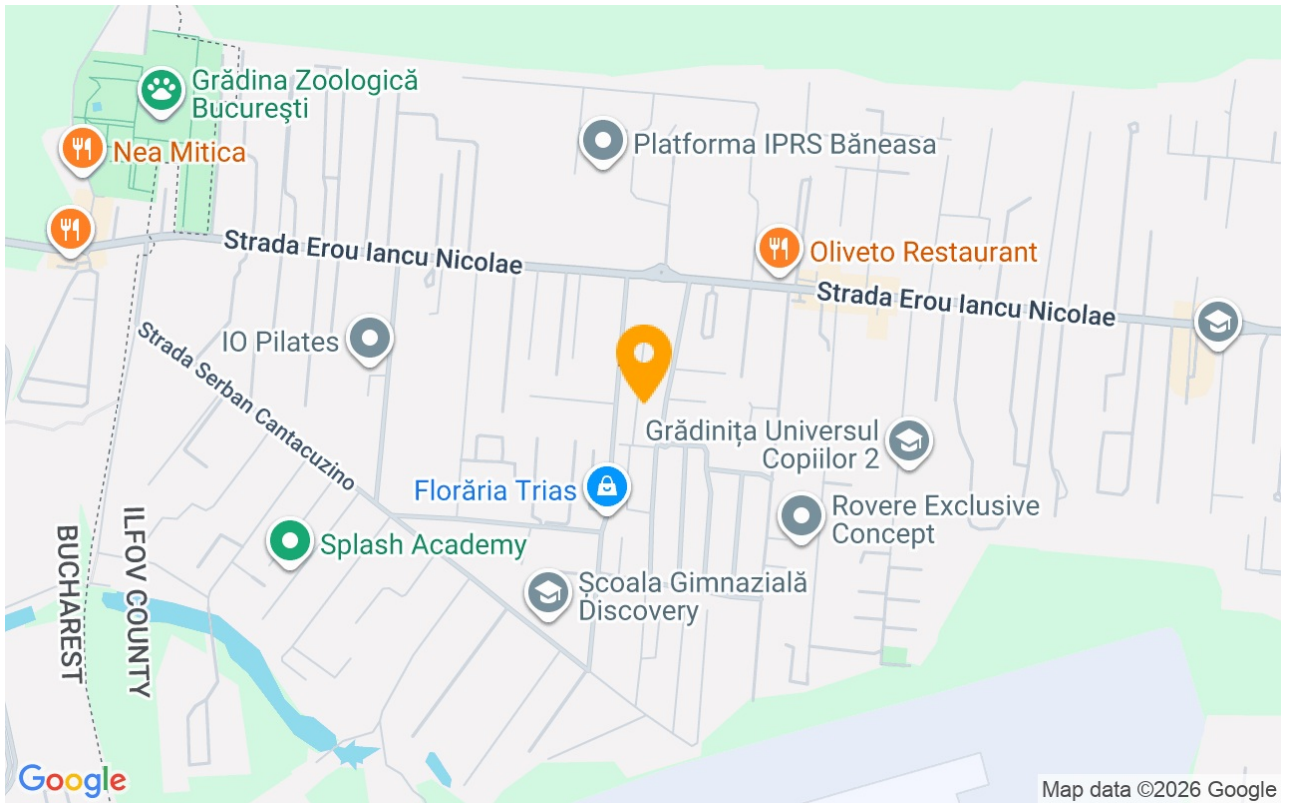 Grădina Zoologică
București
Nea Mitica
Platforma IPRS Băneasa
Strada Erou Iancu Nicolae
Oliveto Restaurant
Strada Erou Iancu Nicolae
IO Pilates
Strada Serban Cantacuzino
Grădinița Universul
Copiilor 2
Florăria Trias
Rovere Exclusive
Concept
Splash Academy
Școala Gimnazială
Discovery
ILFOV COUNTY
BUCHAREST
Google
Map data ©2026 Google